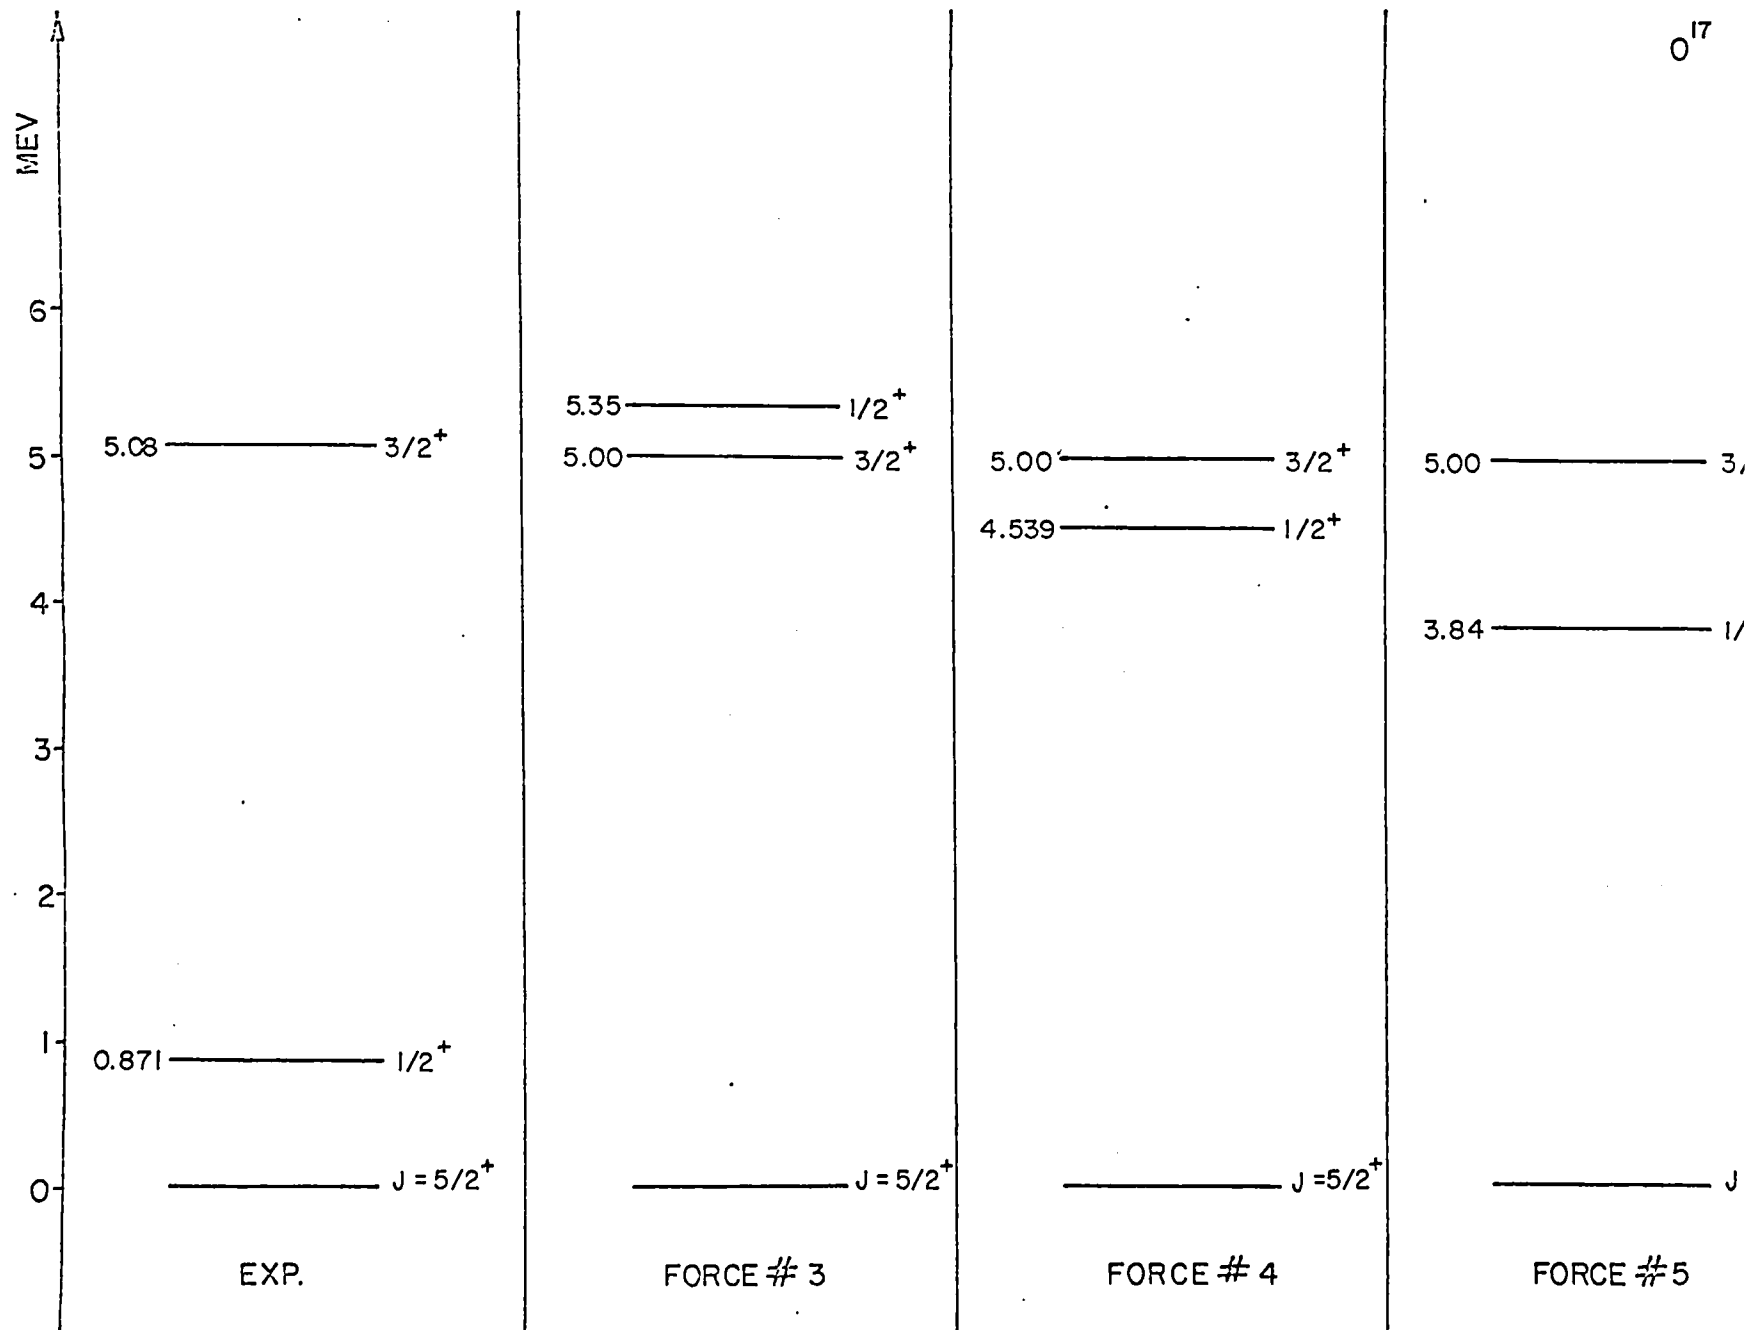 O17
MEV
6
5
4
3
2
1
0
5.08 3/2+
0.871 1/2+
J = 5/2+
EXP.
5.35 1/2+
5.00 3/2+
J = 5/2+
FORCE # 3
5.00 3/2+
4.539 1/2+
J = 5/2+
FORCE # 4
5.00 3/
3.84 1/
J
FORCE # 5